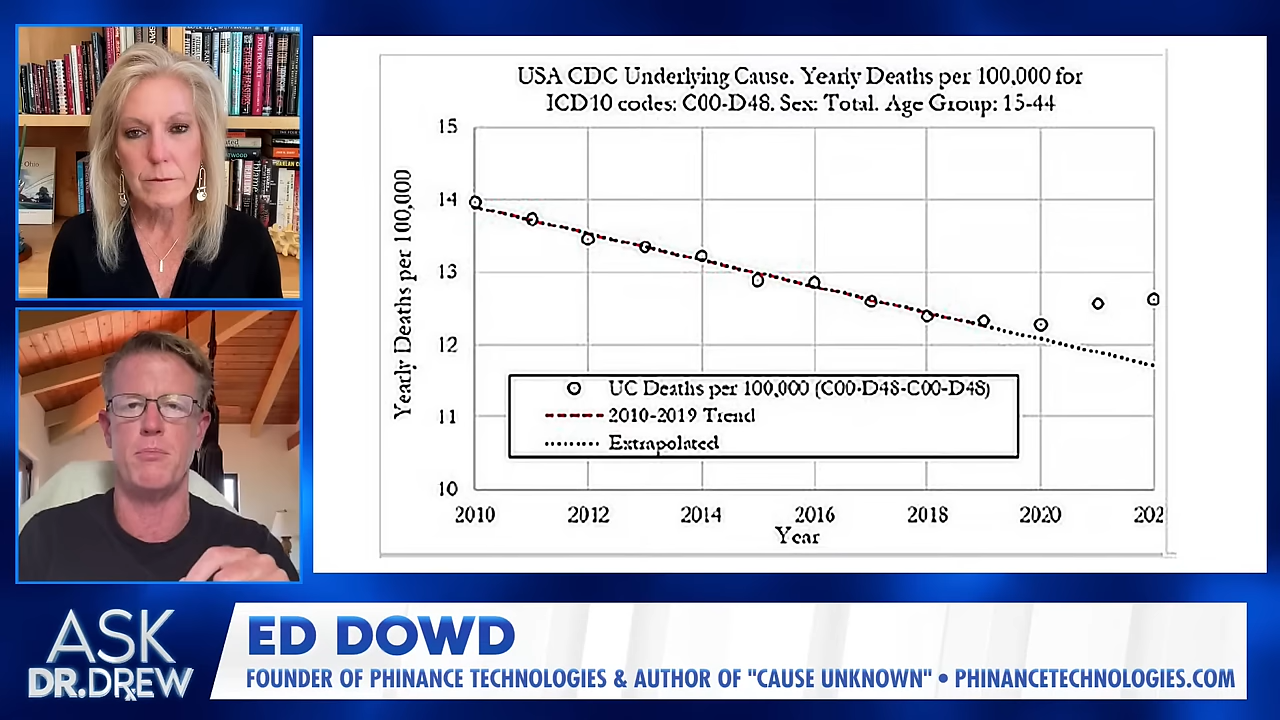 USA CDC Underlying Cause. Yearly Deaths per 100,000 for
ICD10 codes: C00-D48. Sex: Total. Age Group: 15-44
15
14
13
12
11
10
Yearly Deaths per 100,000
UC Deaths per 100,000 (C00-D48-C00-D48)
2010-2019 Trend
Extrapolated
2010 2012 2014 2016 2018 2020 202
Year
Ohio
ASK
DR. DREW
ED DOWD
FOUNDER OF PHINANCE TECHNOLOGIES & AUTHOR OF "CAUSE UNKNOWN" • PHINANCETECHNOLOGIES.COM